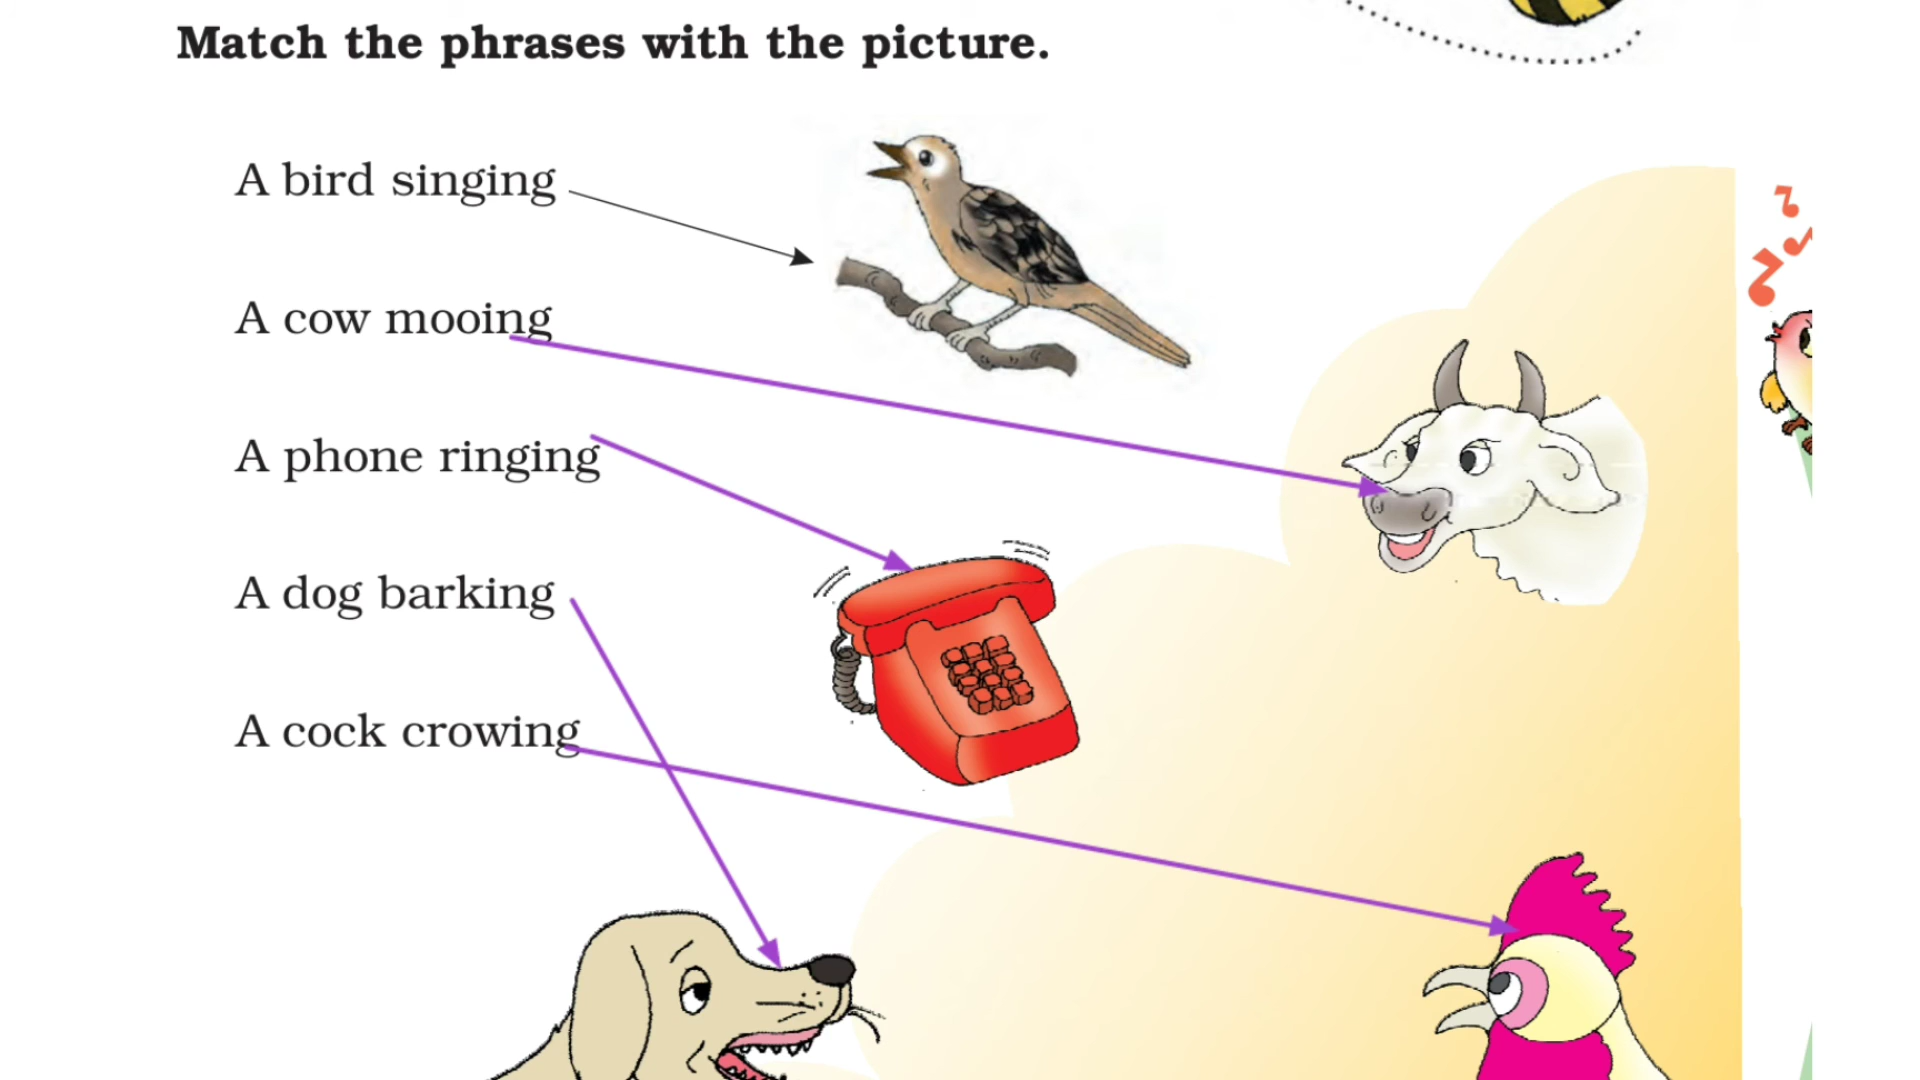 Match the phrases with the picture.
A bird singing
A cow mooing
A phone ringing
A dog barking
A cock crowing